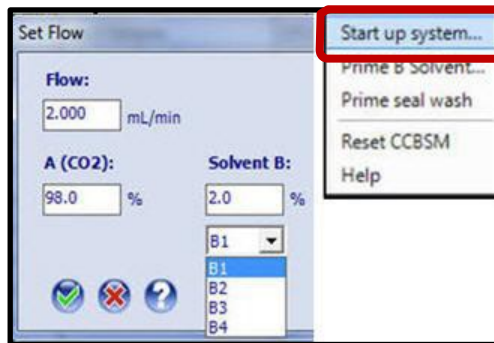 Set Flow
Flow:
2.000 mL/min
A (CO2): Solvent B:
98.0 % 2.0 %
B1
B1
B2
B3
B4
Start up system...
Prime B Solvent...
Prime seal wash
Reset CCBSM
Help